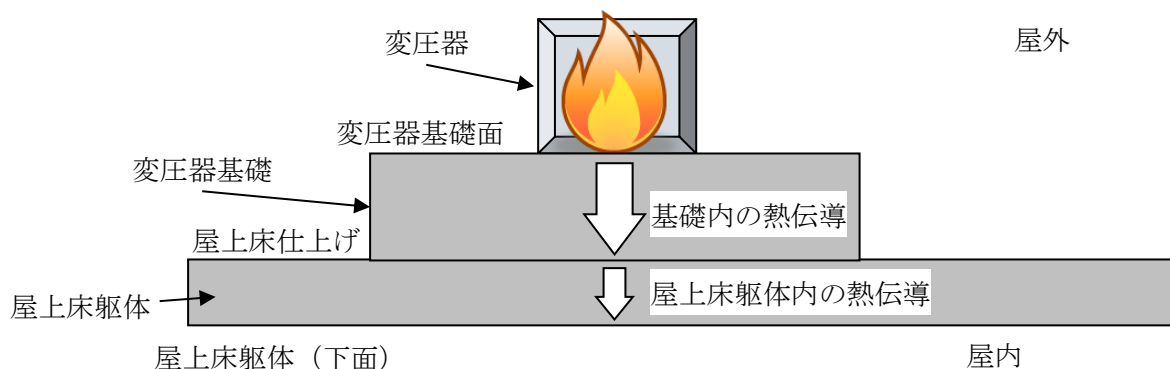 屋外
変圧器
変圧器基礎面
変圧器基礎
基礎内の熱伝導
屋上床仕上げ
屋上床躯体内の熱伝導
屋上床躯体
屋上床躯体（下面）
屋内